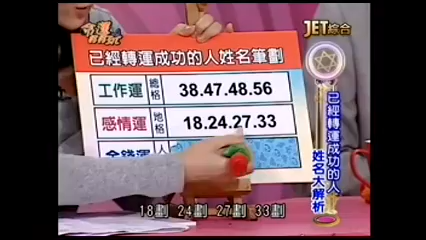 命運好好玩
JET綜合
已經轉運成功的人姓名筆劃
工作運 總格 38.47.48.56
感情運 地格 18.24.27.33
金錢運 人
已經轉運成功的人
姓名大解析
18劃 24劃 27劃 33劃